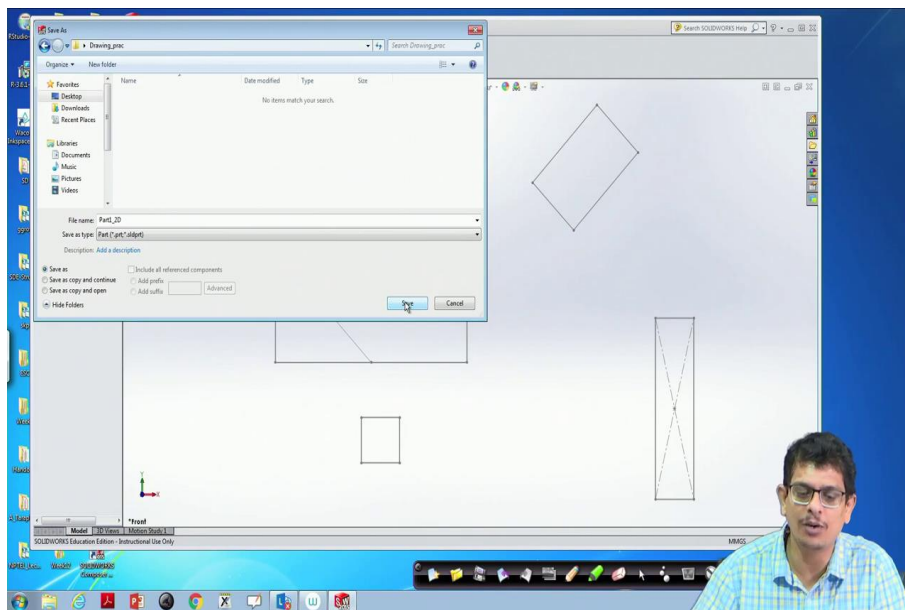 Save As
Search SOLIDWORKS Help
Drawing_prac
Search Drawing_prac
Organize
New folder
Favorites
Desktop
Downloads
Recent Places
Libraries
Documents
Music
Pictures
Videos
Name
Date modified
Type
Size
No items match your search.
File name: Part1_2D
Save as type: Part (*.prt;*.sldprt)
Description: Add a description
Save as
Save as copy and continue
Save as copy and open
Include all referenced components
Add prefix
Add suffix
Advanced
Hide Folders
Save
Cancel
Y
X
*Front
Model
3D Views
Motion Study 1
SOLIDWORKS Education Edition - Instructional Use Only
MMGS